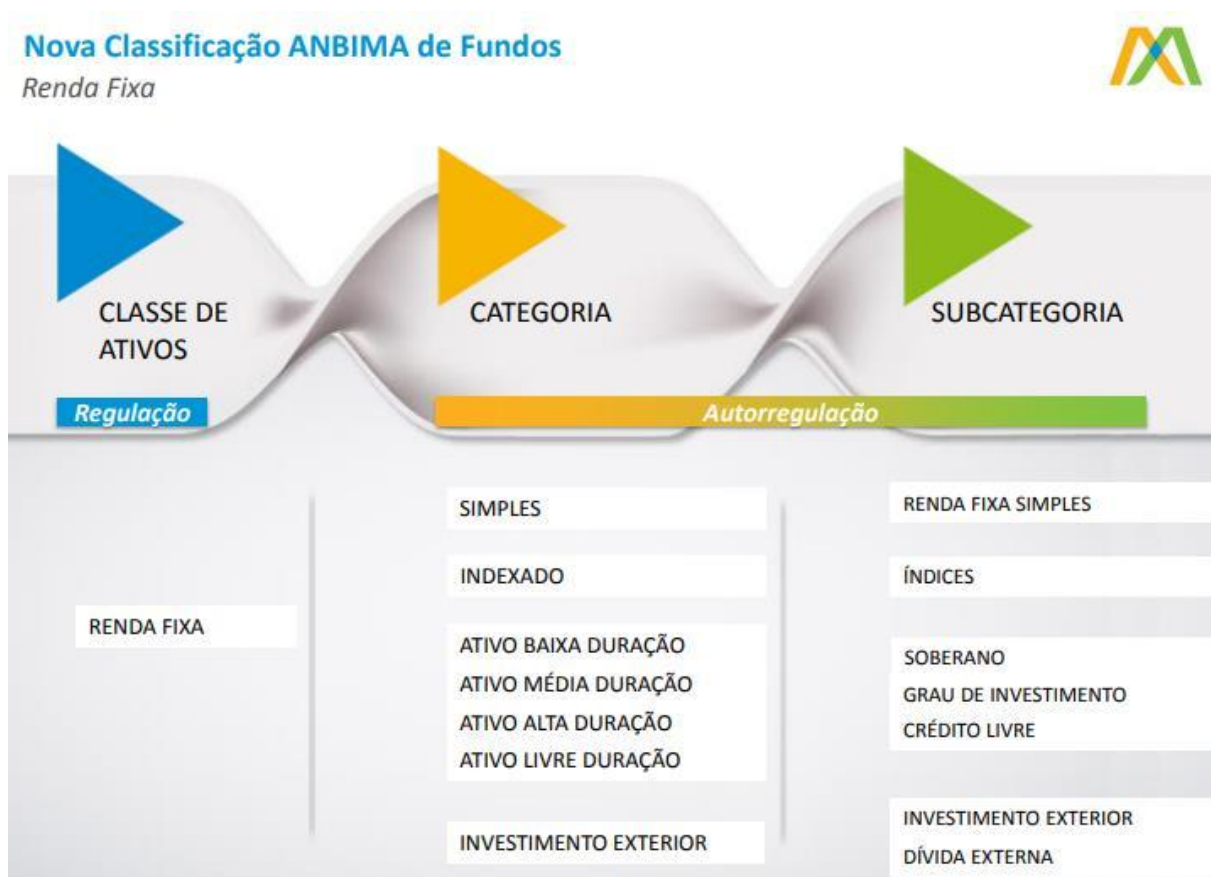 Nova Classificação ANBIMA de Fundos
Renda Fixa
CLASSE DE
ATIVOS
CATEGORIA
SUBCATEGORIA
Regulação
Autorregulação
RENDA FIXA
SIMPLES
INDEXADO
ATIVO BAIXA DURAÇÃO
ATIVO MÉDIA DURAÇÃO
ATIVO ALTA DURAÇÃO
ATIVO LIVRE DURAÇÃO
INVESTIMENTO EXTERIOR
RENDA FIXA SIMPLES
ÍNDICES
SOBERANO
GRAU DE INVESTIMENTO
CRÉDITO LIVRE
INVESTIMENTO EXTERIOR
DÍVIDA EXTERNA